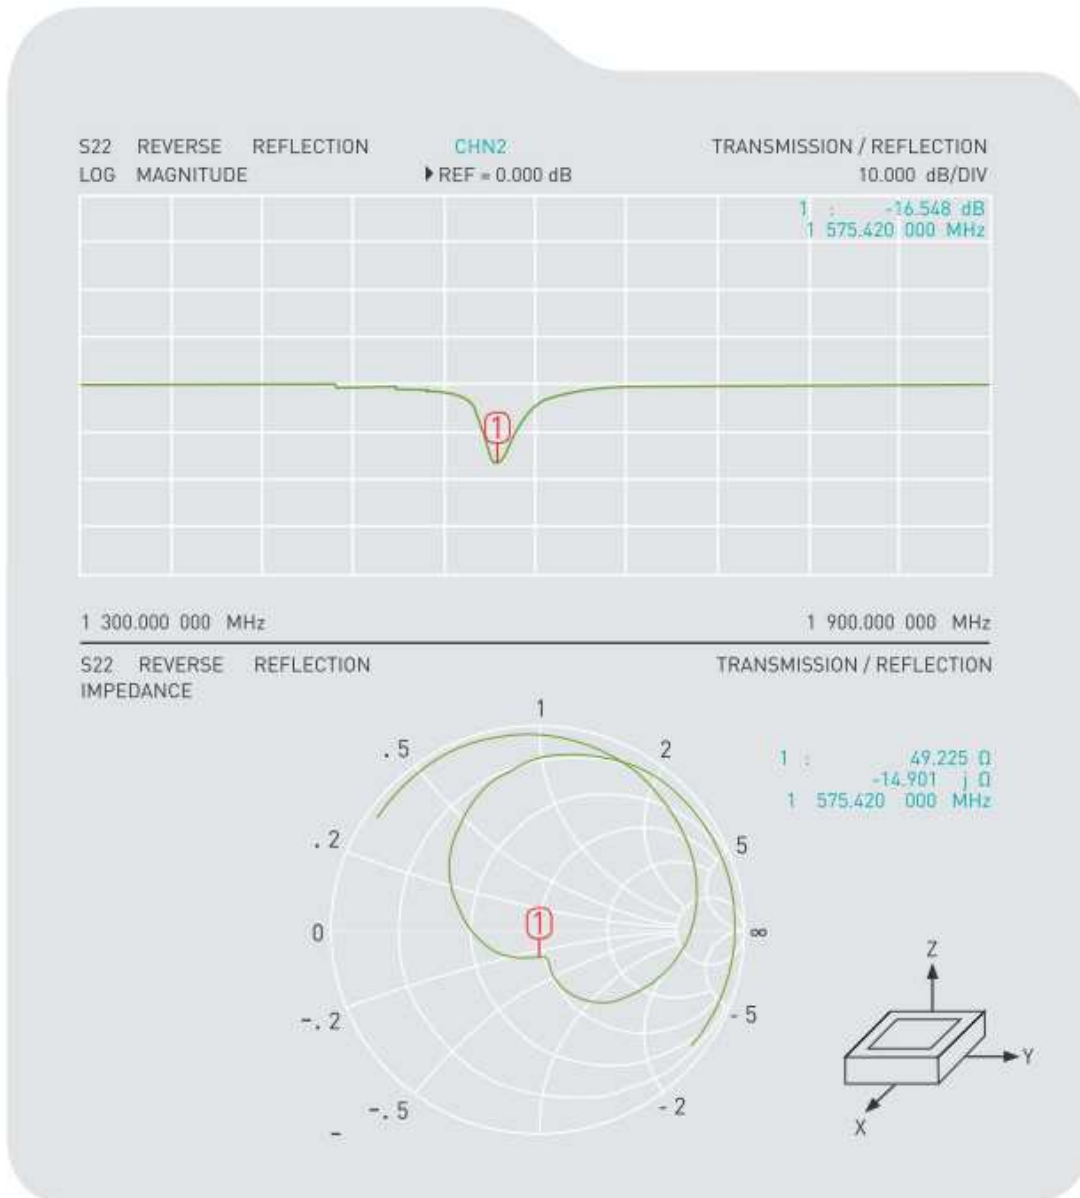 S22 REVERSE REFLECTION CHN2 TRANSMISSION / REFLECTION
LOG MAGNITUDE REF = 0.000 dB 10.000 dB/DIV
1 : -16.548 dB
1 575.420 000 MHz
1
1 300.000 000 MHz 1 900.000 000 MHz
S22 REVERSE REFLECTION TRANSMISSION / REFLECTION
IMPEDANCE
1
.5 2
1 : 49.225 Ω
-14.901 j Ω
1 575.420 000 MHz
.2 5
1
0 ∞
Z
-.2 -5
Y
-.5 -2
X
-